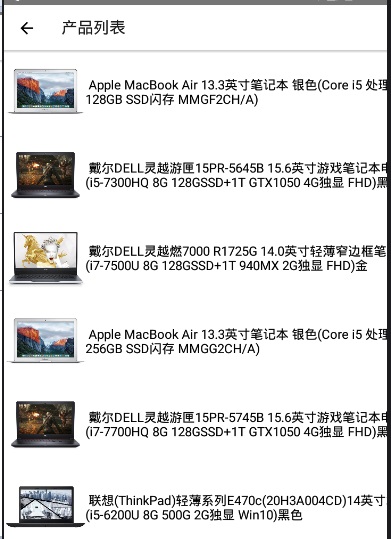 产品列表
Apple MacBook Air 13.3英寸笔记本 银色(Core i5 处理
128GB SSD闪存 MMGF2CH/A)
戴尔DELL灵越游匣15PR-5645B 15.6英寸游戏笔记本电
(i5-7300HQ 8G 128GSSD+1T GTX1050 4G独显 FHD)黑
戴尔DELL灵越燃7000 R1725G 14.0英寸轻薄窄边框笔
(i7-7500U 8G 128GSSD+1T 940MX 2G独显 FHD)金
Apple MacBook Air 13.3英寸笔记本 银色(Core i5 处理
256GB SSD闪存 MMGG2CH/A)
戴尔DELL灵越游匣15PR-5745B 15.6英寸游戏笔记本电
(i7-7700HQ 8G 128GSSD+1T GTX1050 4G独显 FHD)黑
联想(ThinkPad)轻薄系列E470c(20H3A004CD)14英寸
(i5-6200U 8G 500G 2G独显 Win10)黑色